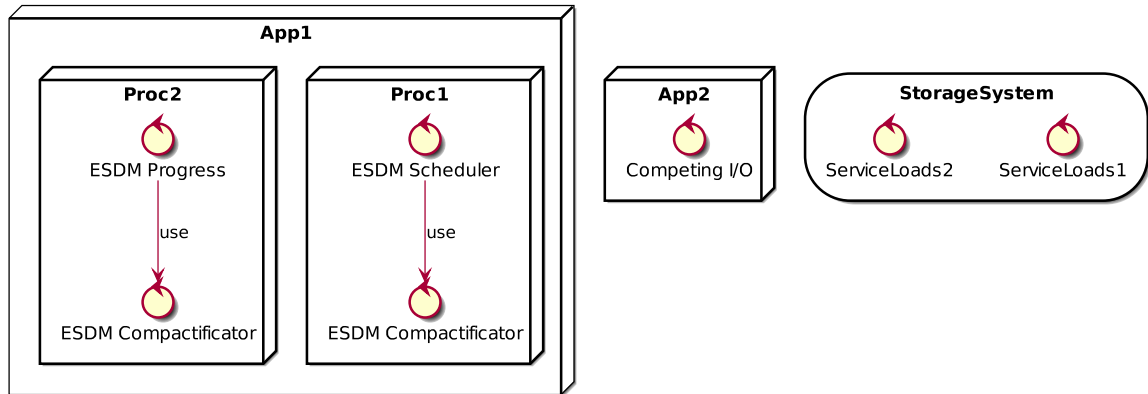 App1
Proc2
ESDM Progress
use
ESDM Compactificator
Proc1
ESDM Scheduler
use
ESDM Compactificator
App2
Competing I/O
StorageSystem
ServiceLoads2
ServiceLoads1